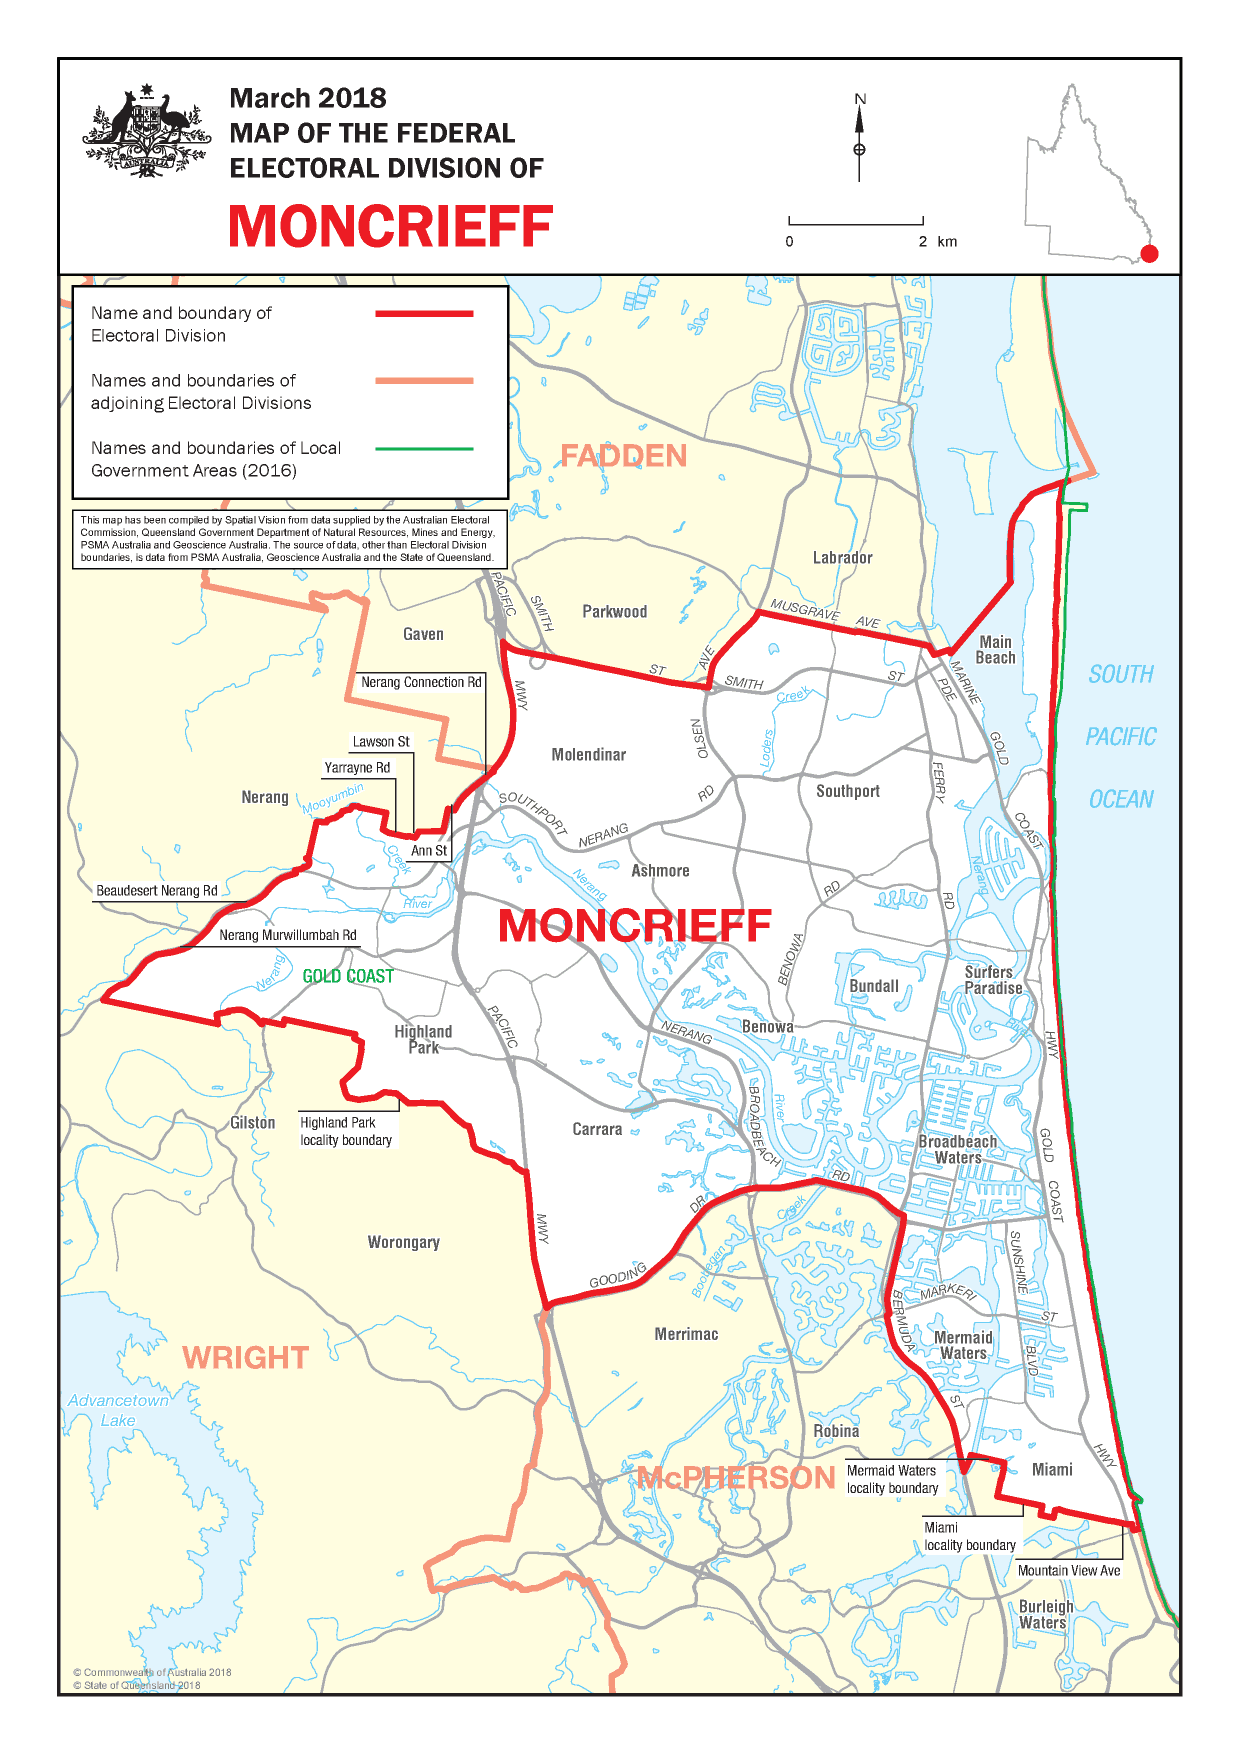 March 2018
MAP OF THE FEDERAL
ELECTORAL DIVISION OF
MONCRIEFF
AUSTRALIA
N
0 2 km
Name and boundary of
Electoral Division
Names and boundaries of
adjoining Electoral Divisions
Names and boundaries of Local
Government Areas (2016)
This map has been compiled by Spatial Vision from data supplied by the Australian Electoral
Commission, Queensland Government Department of Natural Resources, Mines and Energy,
PSMA Australia and Geoscience Australia. The source of data, other than Electoral Division
boundaries, is data from PSMA Australia, Geoscience Australia and the State of Queensland.
FADDEN
Labrador
PACIFIC
SMITH
Parkwood
MUSGRAVE AVE
Gaven
Main
Beach
ST
AVE
SMITH
ST
MARINE
PDE
SOUTH
PACIFIC
OCEAN
Nerang Connection Rd
MWY
Creek
Loders
OLSEN
GOLD
Lawson St
Molendinar
Yarrayne Rd
FERRY
Nerang
Mooyumbin
SOUTHPORT
RD
Southport
NERANG
COAST
Creek
Ann St
Ashmore
Nerang
Nerang
Beaudesert Nerang Rd
River
RD
RD
MONCRIEFF
Nerang Murwillumbah Rd
BENOWA
Nerang
GOLD COAST
Surfers
Paradise
Bundall
PACIFIC
Highland
Park
NERANG
Benowa
River
HWY
BROADBEACH
River
Gilston
Highland Park
locality boundary
Carrara
Broadbeach
Waters
GOLD
COAST
RD
DR
Creek
MWY
Worongary
Boobegan
SUNSHINE
GOODING
MARKERI
ST
BERMUDA
Merrimac
Mermaid
Waters
BLVD
WRIGHT
Advancetown
Lake
ST
Robina
HWY
McPHERSON
Mermaid Waters
locality boundary
Miami
Miami
locality boundary
Mountain View Ave
Burleigh
Waters
© Commonwealth of Australia 2018
© State of Queensland 2018